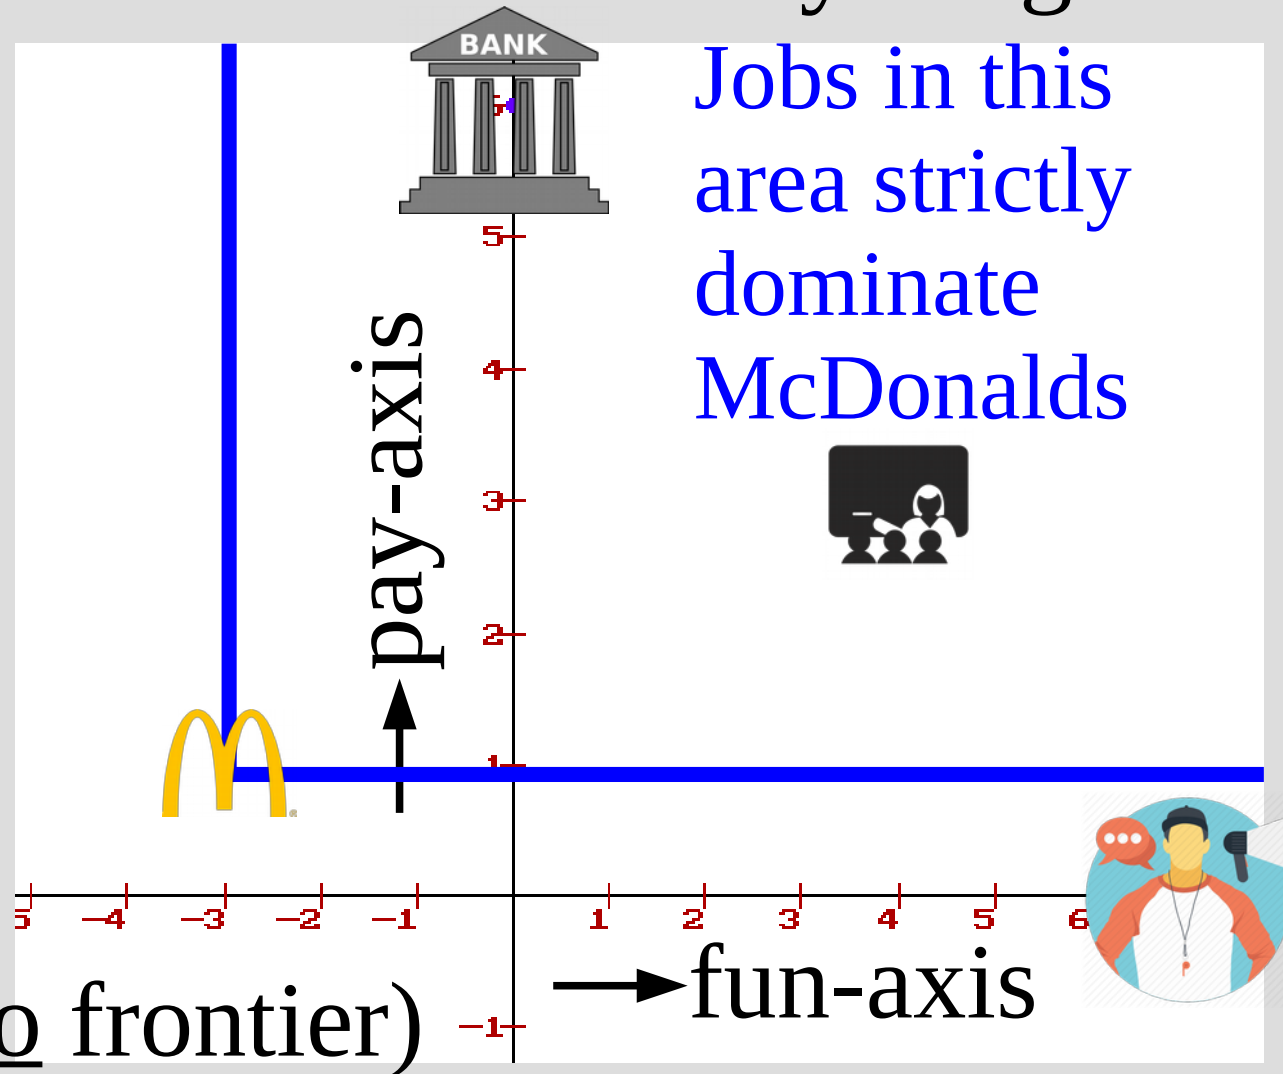 BANK
Jobs in this
area strictly
dominate
McDonalds
5
4
3
2
1
pay-axis
-4
-3
-2
-1
1
2
3
4
5
6
fun-axis
frontier)
-1